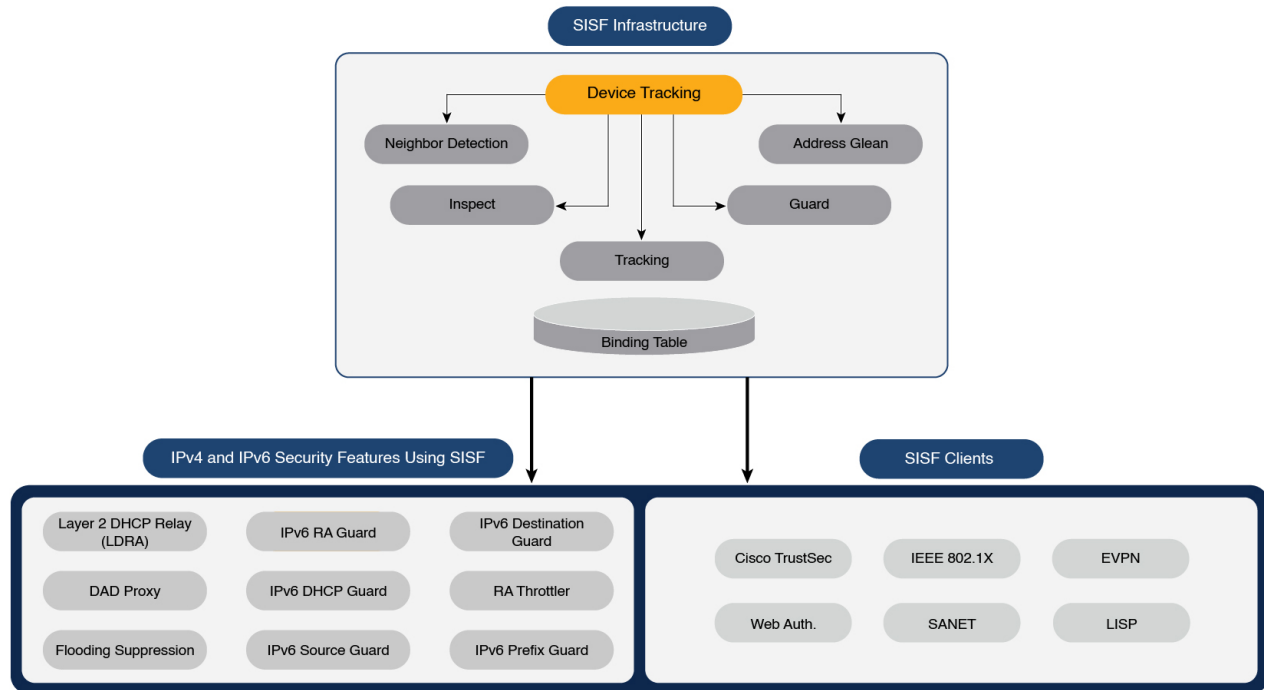 SISF Infrastructure
Device Tracking
Neighbor Detection
Address Glean
Inspect
Guard
Tracking
Binding Table
IPv4 and IPv6 Security Features Using SISF
SISF Clients
Layer 2 DHCP Relay
(LDRA)
IPv6 RA Guard
IPv6 Destination
Guard
DAD Proxy
IPv6 DHCP Guard
RA Throttler
Flooding Suppression
IPv6 Source Guard
IPv6 Prefix Guard
Cisco TrustSec
IEEE 802.1X
EVPN
Web Auth.
SANET
LISP